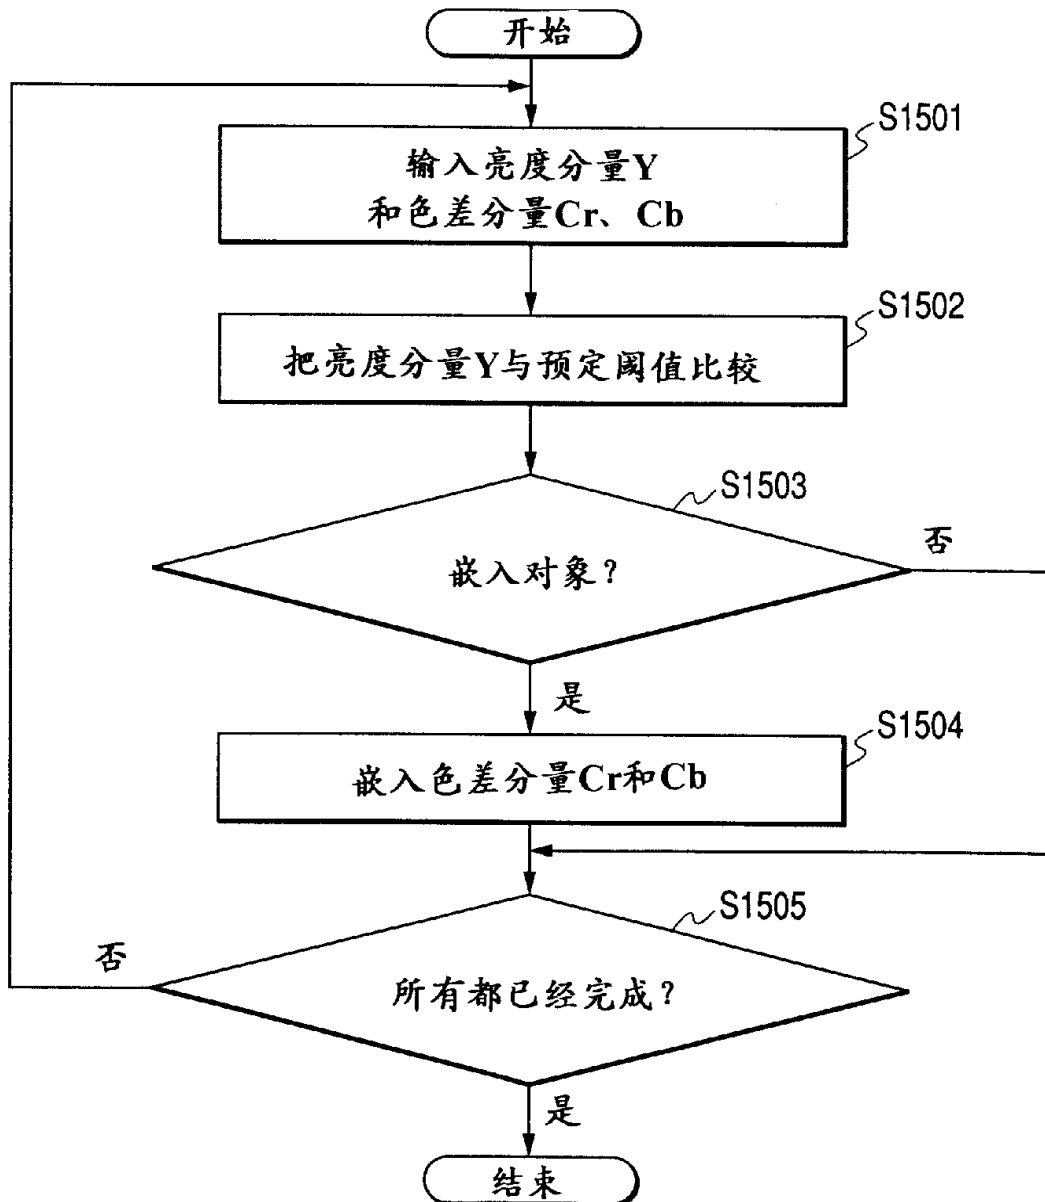 开始
S1501
输入亮度分量Y
和色差分量Cr、Cb
S1502
把亮度分量Y与预定阈值比较
S1503
否
嵌入对象？
是
S1504
嵌入色差分量Cr和Cb
S1505
否
所有都已经完成？
是
结束